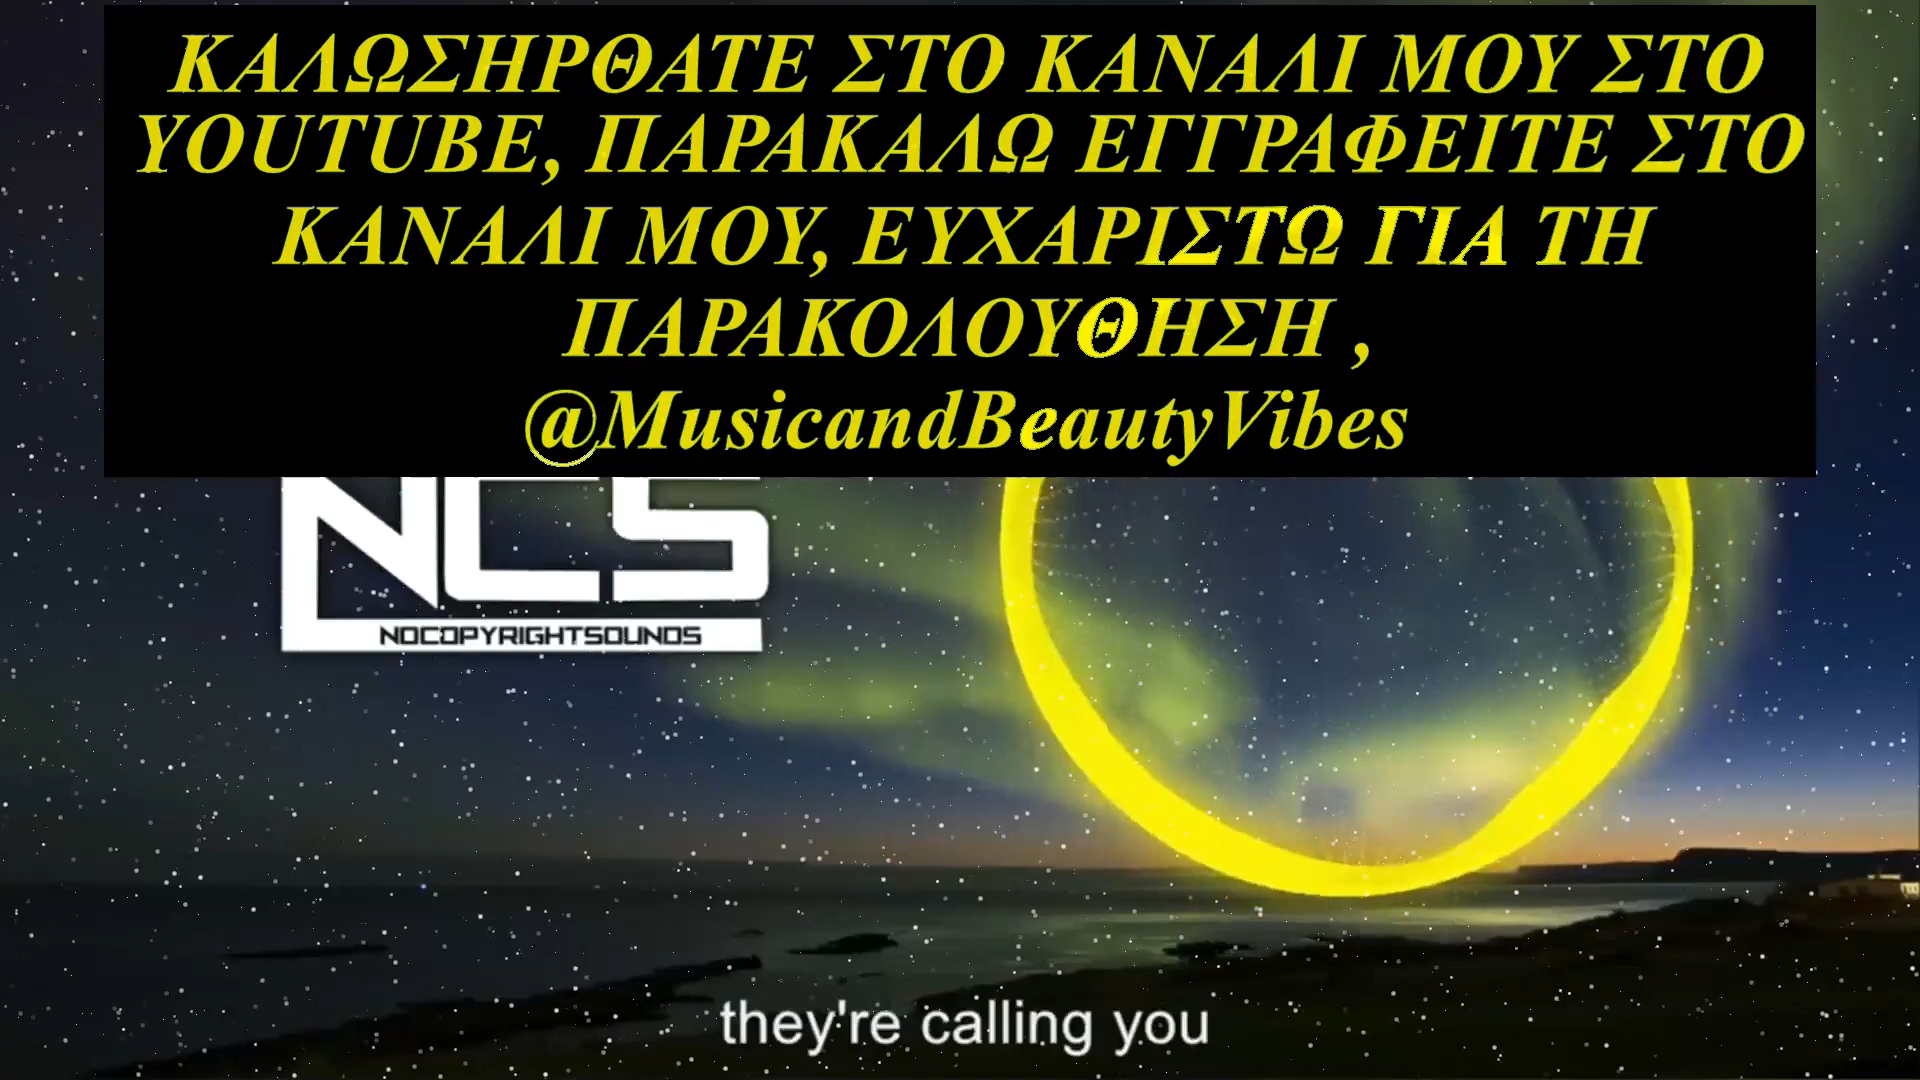 ΚΑΛΩΣΗΡΘΑΤΕ ΣΤΟ ΚΑΝΑΛΙ ΜΟΥ ΣΤΟ
YOUTUBE, ΠΑΡΑΚΑΛΩ ΕΓΓΡΑΦΕΙΤΕ ΣΤΟ
ΚΑΝΑΛΙ ΜΟΥ, ΕΥΧΑΡΙΣΤΩ ΓΙΑ ΤΗ
ΠΑΡΑΚΟΛΟΥΘΗΣΗ ,
@MusicandBeautyVibes
NCS
NOCOPYRIGHTSOUNDS
they're calling you